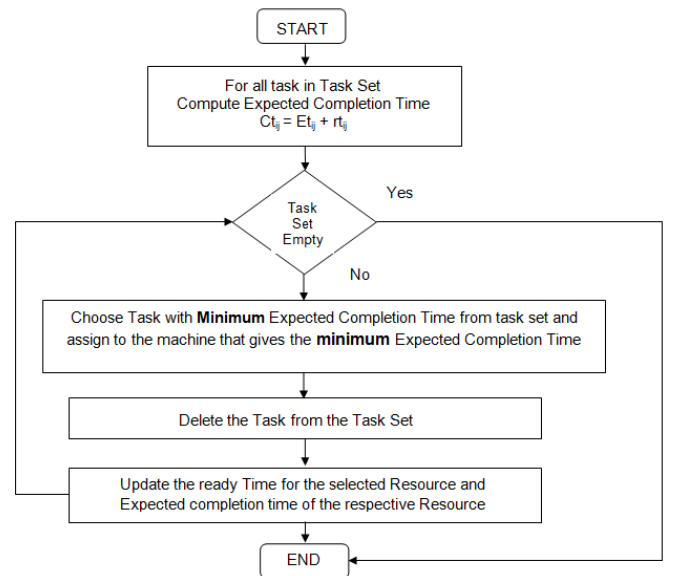 START
For all task in Task Set
Compute Expected Completion Time
Ctᵢⱼ = Etᵢⱼ + rtᵢⱼ
Task
Set
Empty
Yes
No
Choose Task with Minimum Expected Completion Time from task set and
assign to the machine that gives the minimum Expected Completion Time
Delete the Task from the Task Set
Update the ready Time for the selected Resource and
Expected completion time of the respective Resource
END